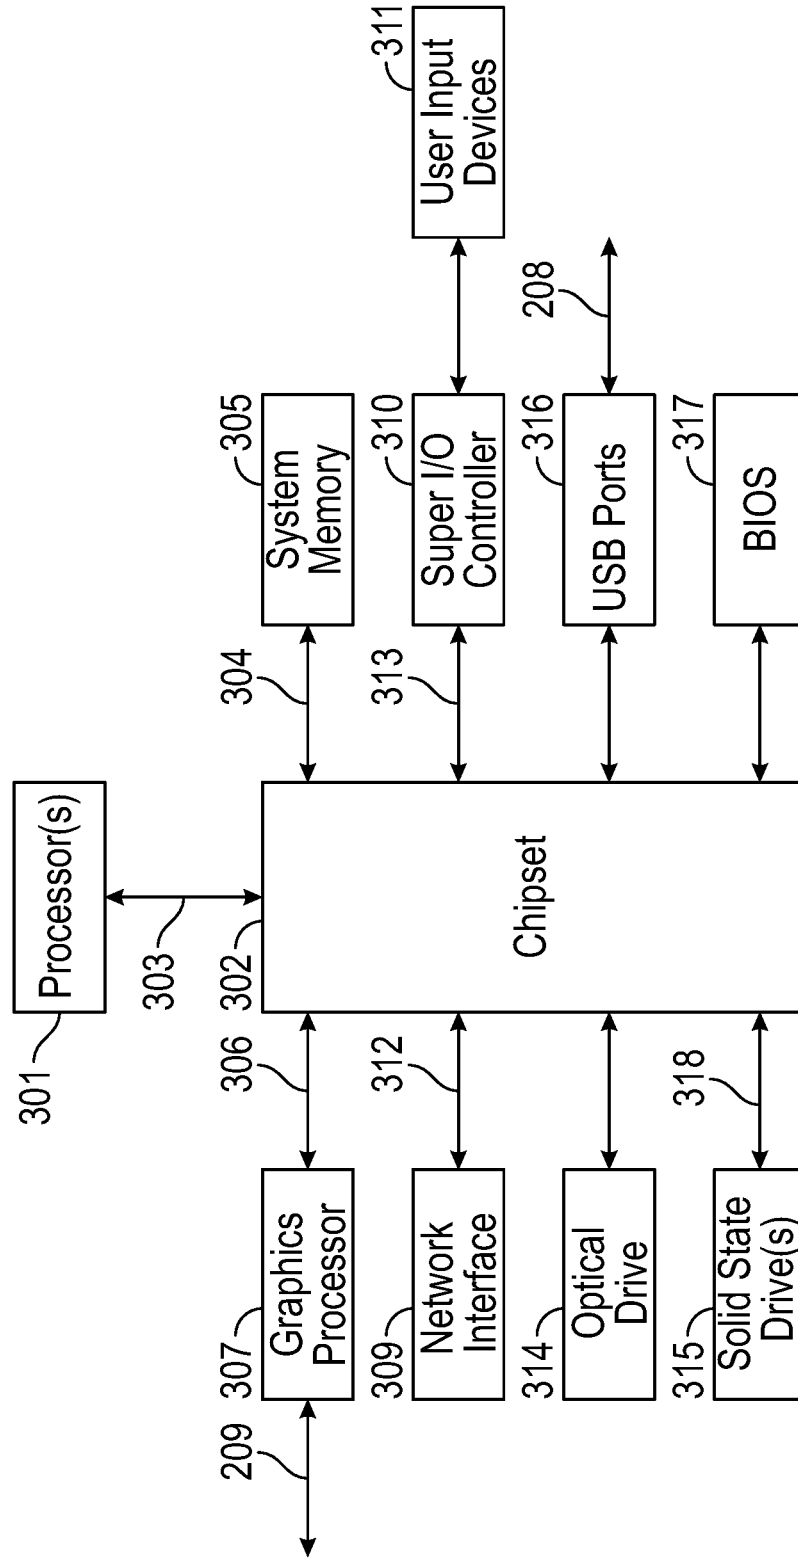 301
Processor(s)
303
302
Chipset
209
307
Graphics
Processor
306
304
305
System
Memory
309
Network
Interface
312
313
310
Super I/O
Controller
311
User Input
Devices
314
Optical
Drive
316
USB Ports
208
315
Solid State
Drive(s)
318
317
BIOS